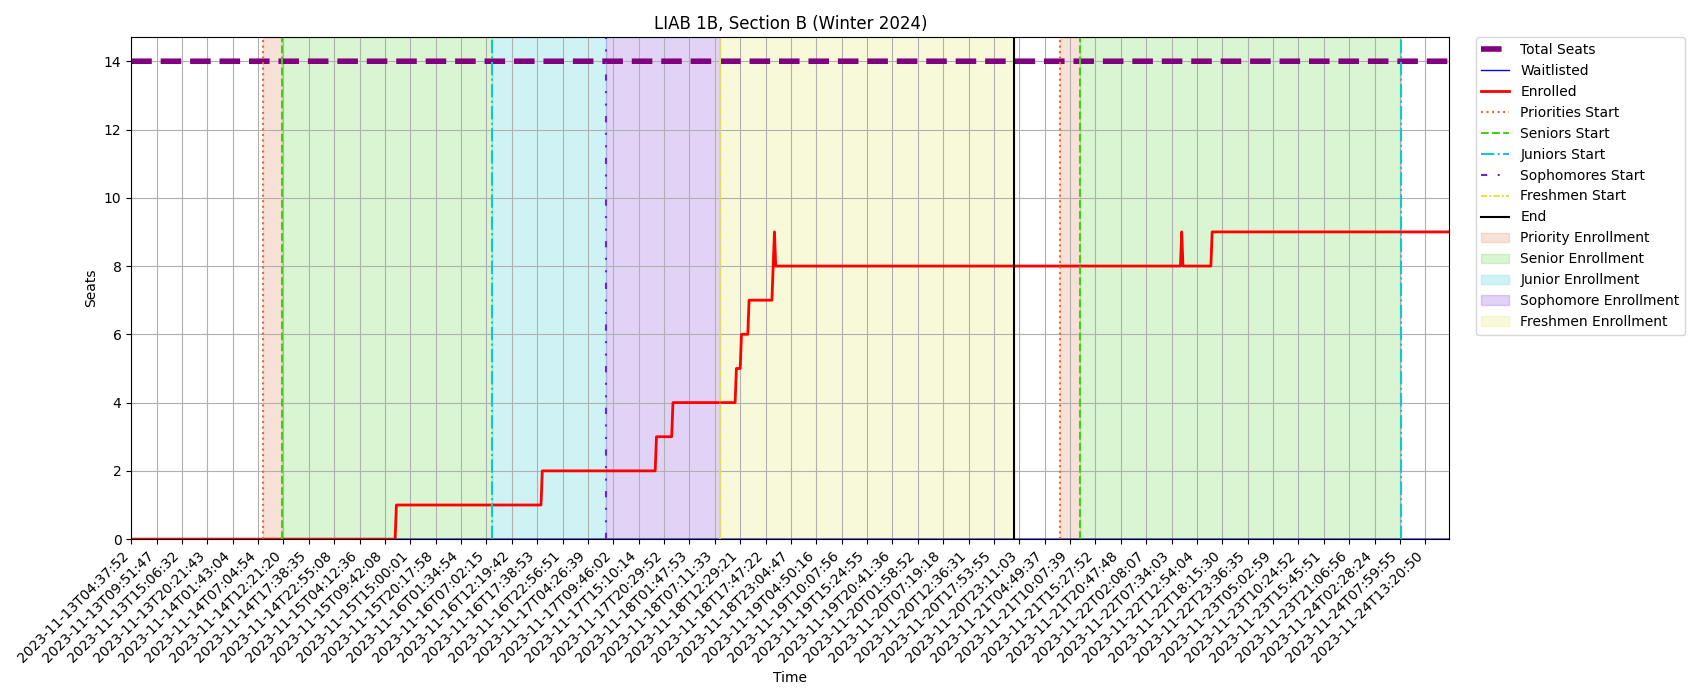 LIAB 1B, Section B (Winter 2024)
Seats
14
12
10
8
6
4
2
0
2023-11-13T04:37:52
2023-11-13T09:51:47
2023-11-13T15:06:32
2023-11-13T20:21:43
2023-11-14T01:43:04
2023-11-14T07:04:54
2023-11-14T12:21:20
2023-11-14T17:38:35
2023-11-14T22:55:08
2023-11-15T04:12:36
2023-11-15T09:42:08
2023-11-15T15:00:01
2023-11-15T20:17:58
2023-11-16T01:34:54
2023-11-16T07:02:15
2023-11-16T12:19:42
2023-11-16T17:38:53
2023-11-16T22:56:51
2023-11-17T04:26:39
2023-11-17T09:46:02
2023-11-17T15:10:14
2023-11-17T20:29:52
2023-11-18T01:47:53
2023-11-18T07:11:33
2023-11-18T12:29:21
2023-11-18T17:47:22
2023-11-18T23:04:47
2023-11-19T04:50:16
2023-11-19T10:07:56
2023-11-19T15:24:55
2023-11-19T20:41:36
2023-11-20T01:58:52
2023-11-20T07:19:18
2023-11-20T12:36:31
2023-11-20T17:53:55
2023-11-20T23:11:03
2023-11-21T04:49:37
2023-11-21T10:07:39
2023-11-21T15:27:52
2023-11-21T20:47:48
2023-11-22T02:08:07
2023-11-22T07:34:03
2023-11-22T12:54:04
2023-11-22T18:15:30
2023-11-22T23:36:35
2023-11-23T05:02:59
2023-11-23T10:24:52
2023-11-23T15:45:51
2023-11-23T21:06:56
2023-11-24T02:28:24
2023-11-24T07:59:55
2023-11-24T13:20:50
Time
Total Seats
Waitlisted
Enrolled
Priorities Start
Seniors Start
Juniors Start
Sophomores Start
Freshmen Start
End
Priority Enrollment
Senior Enrollment
Junior Enrollment
Sophomore Enrollment
Freshmen Enrollment